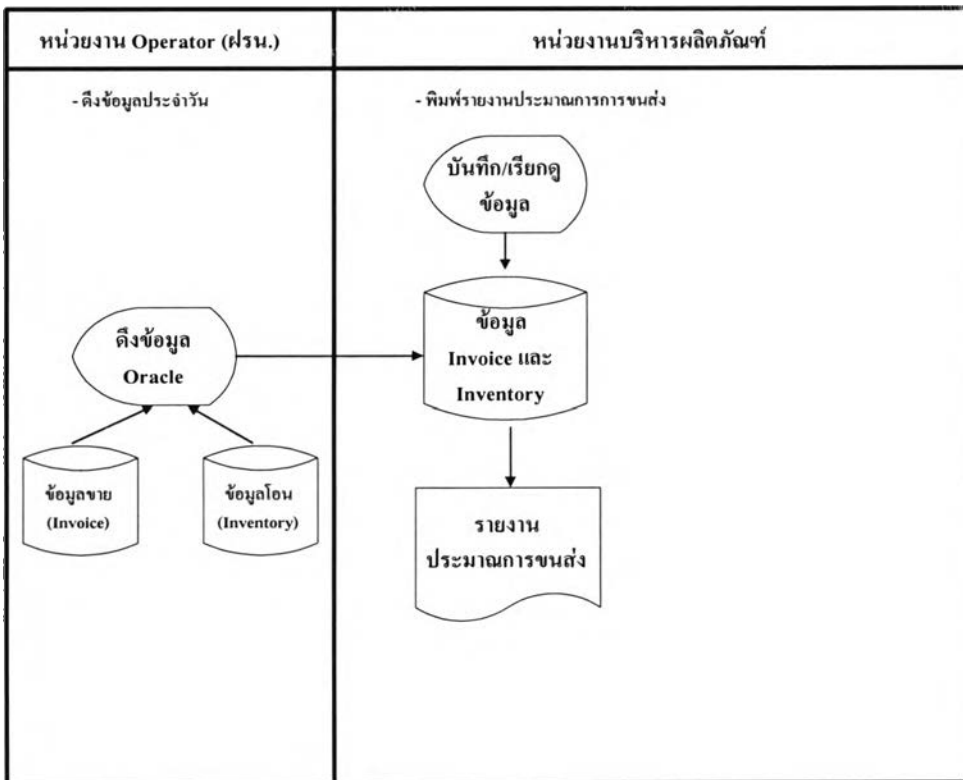 หน่วยงาน Operator (ฝรน.)
หน่วยงานบริหารผลิตภัณฑ์
- ดึงข้อมูลประจำวัน
- พิมพ์รายงานประมาณการการขนส่ง
บันทึก/เรียกดู
ข้อมูล
ดึงข้อมูล
Oracle
ข้อมูล
Invoice และ
Inventory
ข้อมูลขาย
(Invoice)
ข้อมูลโอน
(Inventory)
รายงาน
ประมาณการขนส่ง